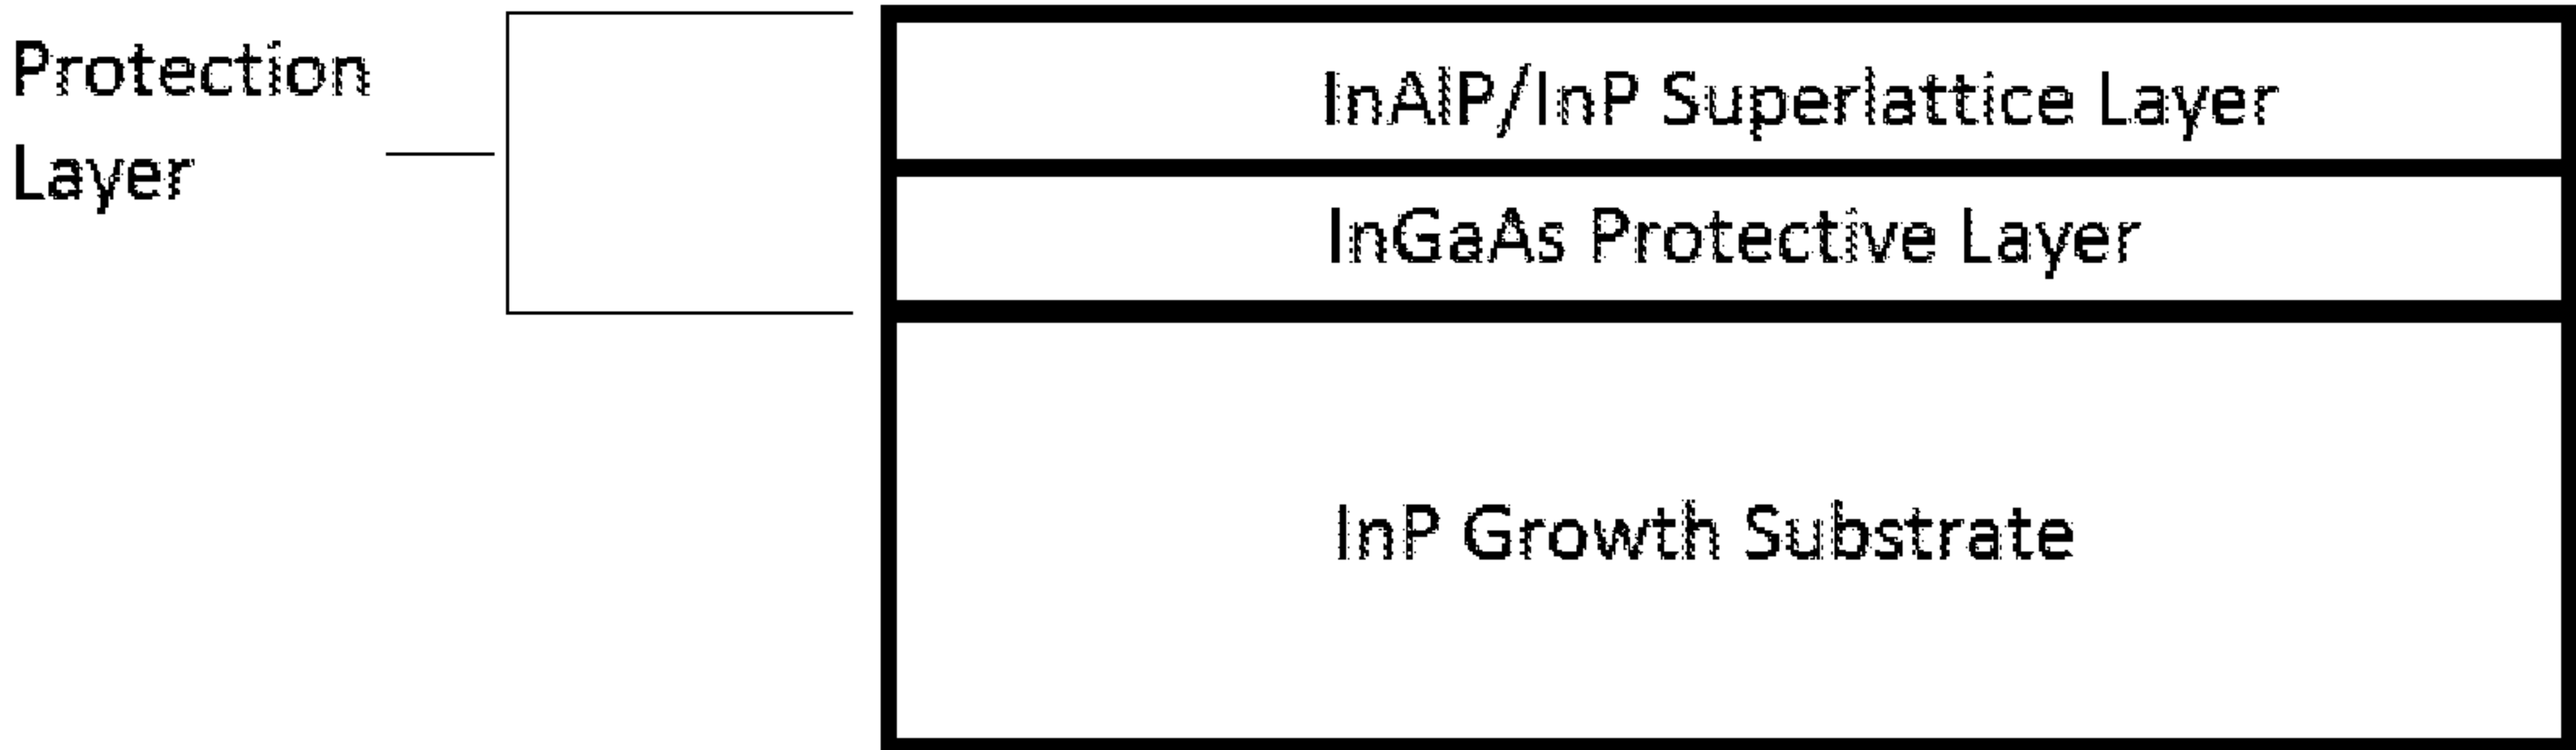 Protection
Layer
InAlP/InP Superlattice Layer
InGaAs Protective Layer
InP Growth Substrate